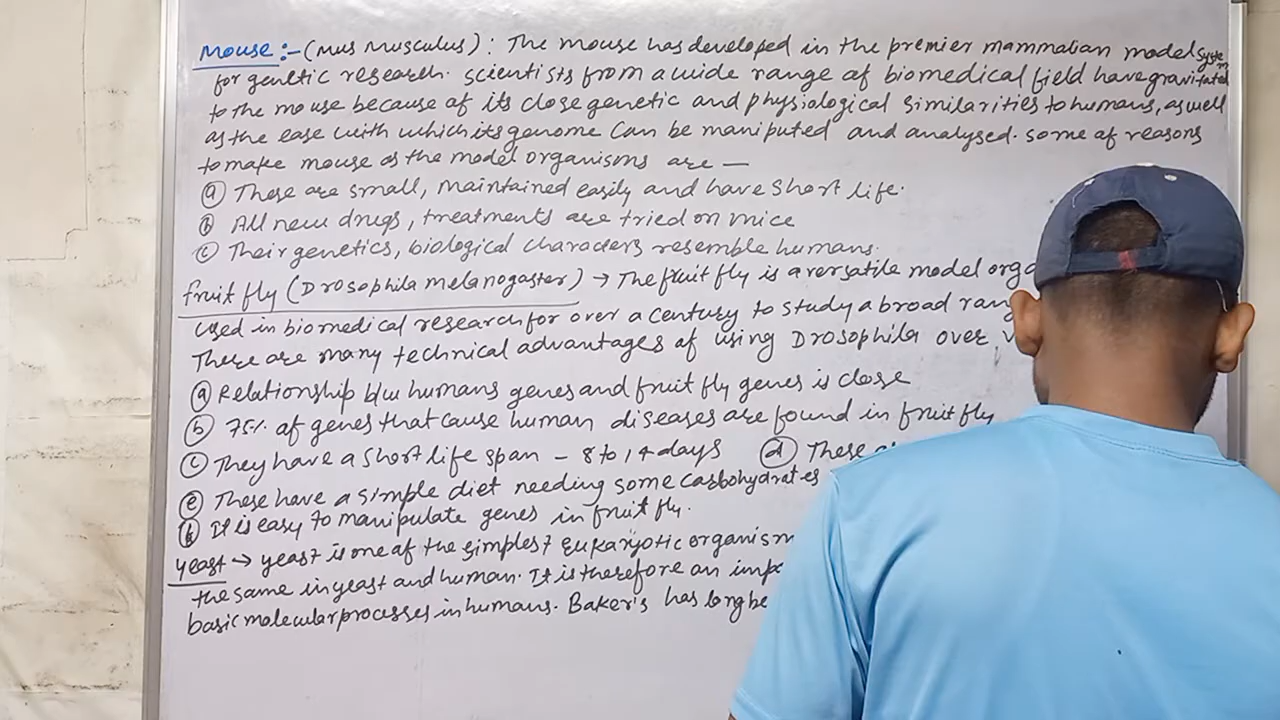 Mouse:- (Mus Musculus): The mouse has developed in the premier mammalian model system
for genetic research. scientists from a wide range of biomedical field have gravitated
to the mouse because of its close genetic and physiological similarities to humans, as well
as the ease with which its genome can be maniputed and analysed. some of reasons
to make mouse as the model organisms are —
(a) These are small, maintained easily and have short life.
(b) All new drugs, treatments are tried on mice
(c) Their genetics, biological characters resemble humans.
fruit fly (Drosophila melanogaster) → The fruit fly is a versatile model
used in biomedical research for over a century to study a broad
There are many technical advantages of using Drosophila over
(a) Relationship b/w humans genes and fruit fly genes is close
(b) 75% of genes that cause human diseases are found in fruit fly
(c) They have a short life span - 8 to 14 days (d) These
(e) These have a simple diet needing some carbohydrates
It is easy to manipulate genes in fruit fly.
Yeast → yeast is one of the simplest Eukaryotic organism
the same in yeast and human. It is therefore an
basic molecular processes in humans. Baker's has long